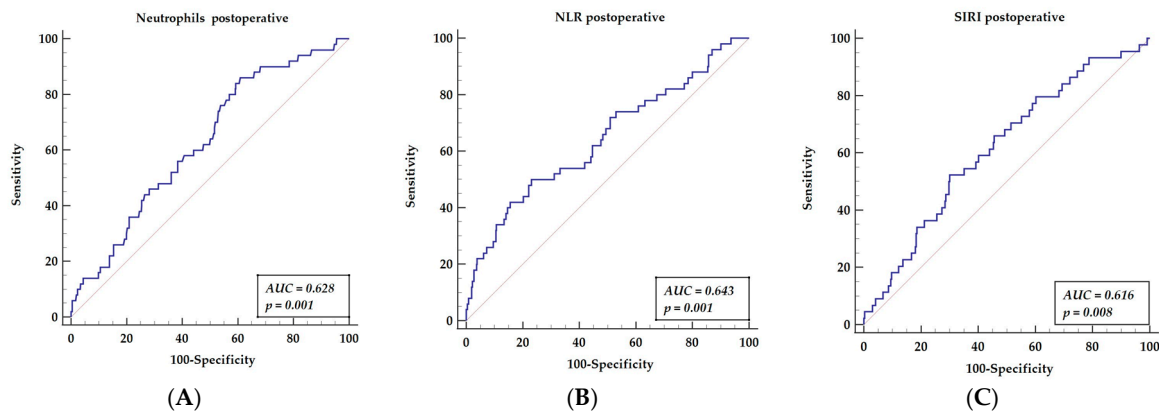 Neutrophils postoperative
100
80
60
40
20
0
Sensitivity
0 20 40 60 80 100
100-Specificity
AUC = 0.628
p = 0.001
(A)
NLR postoperative
100
80
60
40
20
0
Sensitivity
0 20 40 60 80 100
100-Specificity
AUC = 0.643
p = 0.001
(B)
SIRI postoperative
100
80
60
40
20
0
Sensitivity
0 20 40 60 80 100
100-Specificity
AUC = 0.616
p = 0.008
(C)